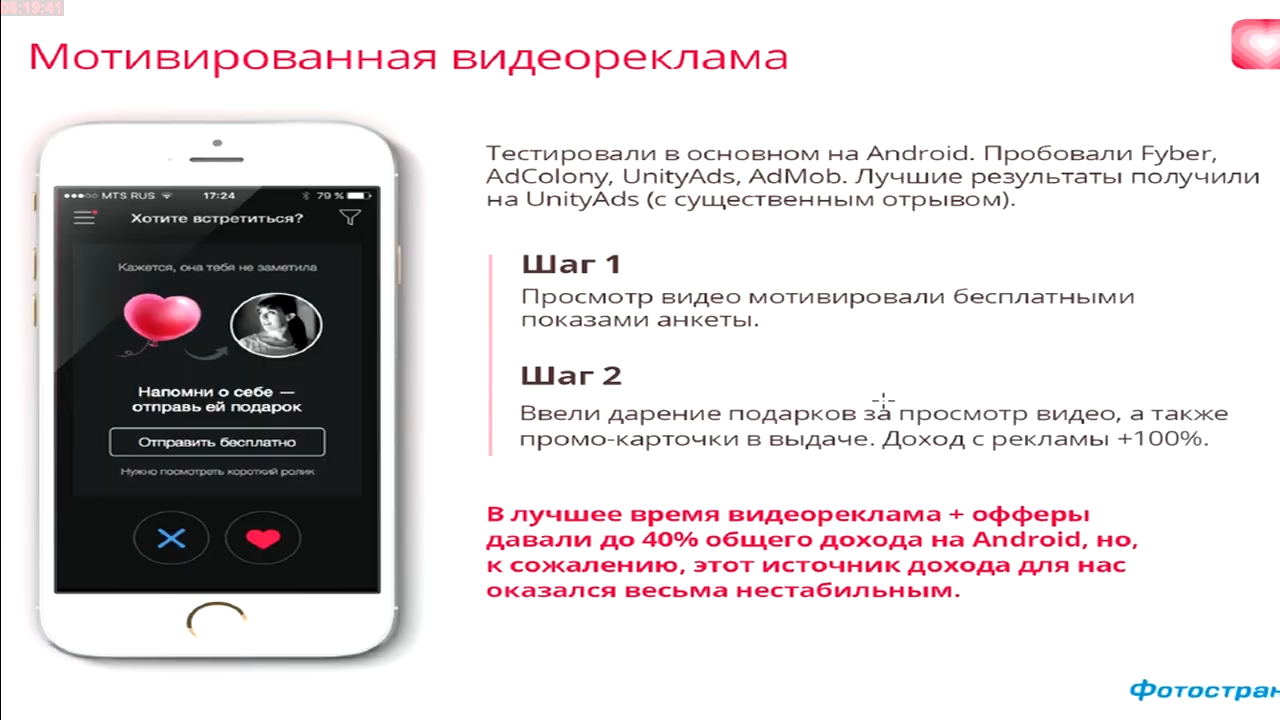 05:19:41
Мотивированная видеореклама
MTS RUS
17:24
79 %
Хотите встретиться?
Кажется, она тебя не заметила
Напомни о себе —
отправь ей подарок
Отправить бесплатно
Нужно посмотреть короткий ролик
Тестировали в основном на Android. Пробовали Fyber,
AdColony, UnityAds, AdMob. Лучшие результаты получили
на UnityAds (с существенным отрывом).
Шаг 1
Просмотр видео мотивировали бесплатными
показами анкеты.
Шаг 2
Ввели дарение подарков за просмотр видео, а также
промо-карточки в выдаче. Доход с рекламы +100%.
В лучшее время видеореклама + офферы
давали до 40% общего дохода на Android, но,
к сожалению, этот источник дохода для нас
оказался весьма нестабильным.
Фотостран